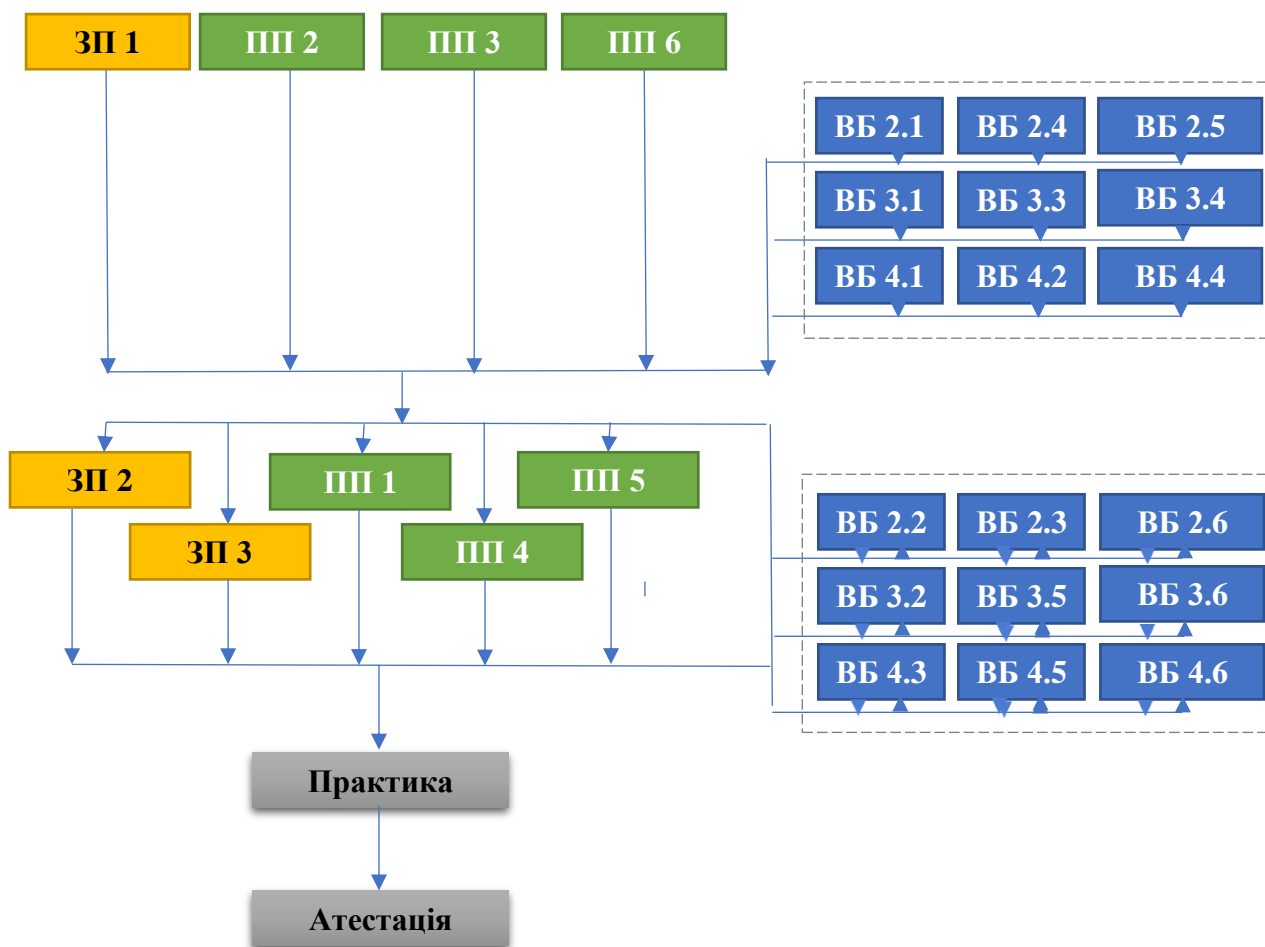 ЗП 1 ПП 2 ПП 3 ПП 6
ВБ 2.1 ВБ 2.4 ВБ 2.5
ВБ 3.1 ВБ 3.3 ВБ 3.4
ВБ 4.1 ВБ 4.2 ВБ 4.4
ЗП 2 ПП 1 ПП 5
ЗП 3 ПП 4
ВБ 2.2 ВБ 2.3 ВБ 2.6
ВБ 3.2 ВБ 3.5 ВБ 3.6
ВБ 4.3 ВБ 4.5 ВБ 4.6
Практика
Атестація